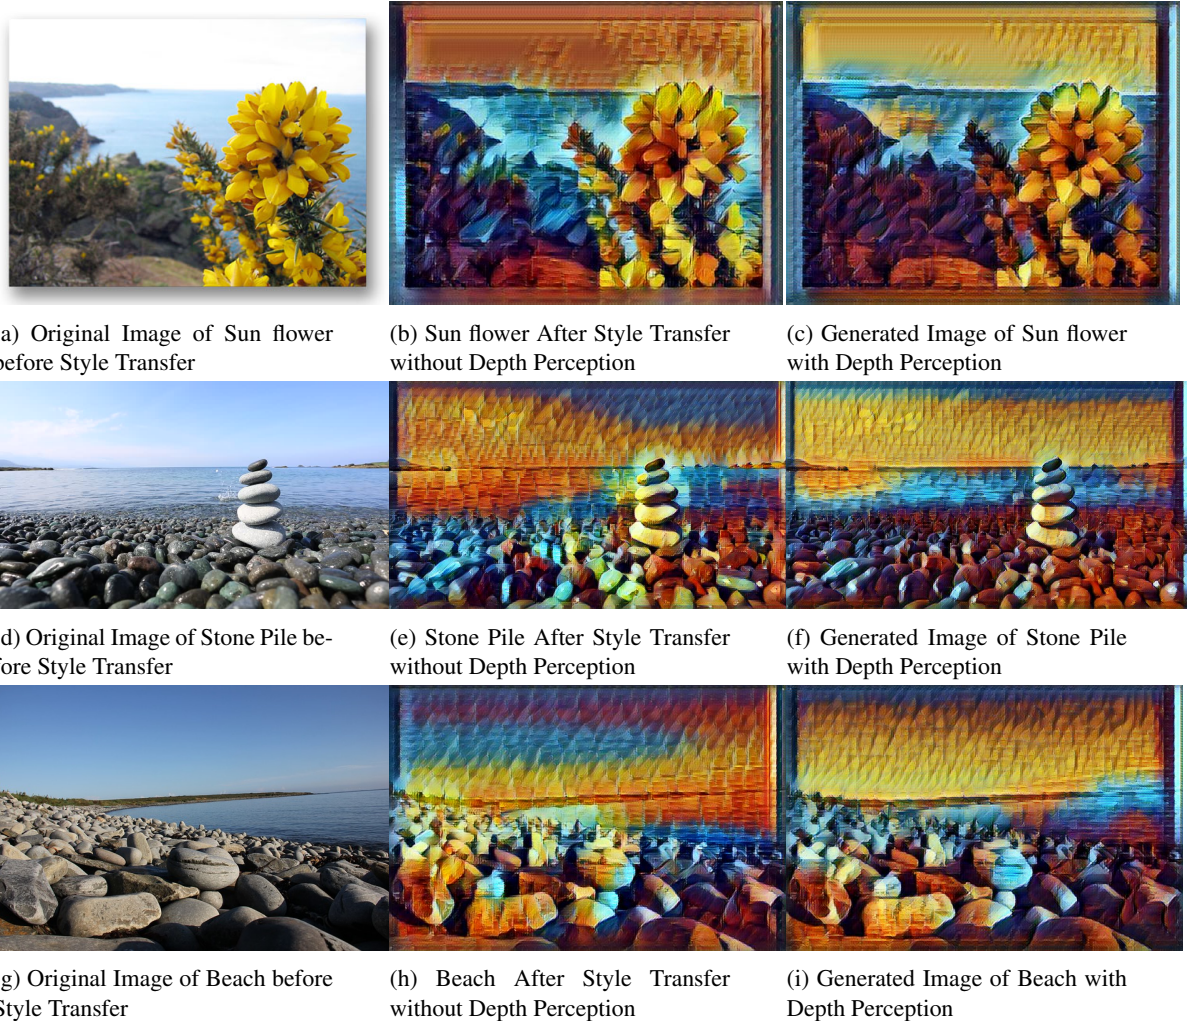 a) Original Image of Sun flower
before Style Transfer
(b) Sun flower After Style Transfer
without Depth Perception
(c) Generated Image of Sun flower
with Depth Perception
d) Original Image of Stone Pile be-
fore Style Transfer
(e) Stone Pile After Style Transfer
without Depth Perception
(f) Generated Image of Stone Pile
with Depth Perception
g) Original Image of Beach before
Style Transfer
(h) Beach After Style Transfer
without Depth Perception
(i) Generated Image of Beach with
Depth Perception